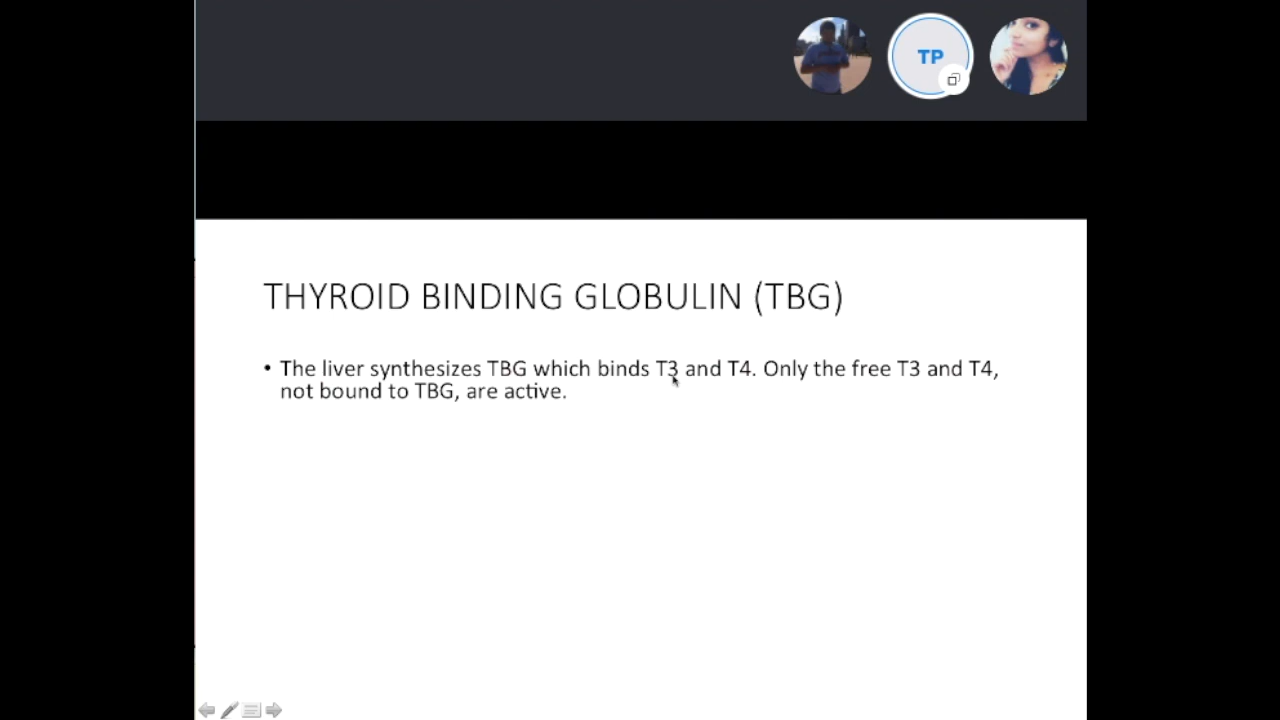 TP
THYROID BINDING GLOBULIN (TBG)
• The liver synthesizes TBG which binds T3 and T4. Only the free T3 and T4,
not bound to TBG, are active.